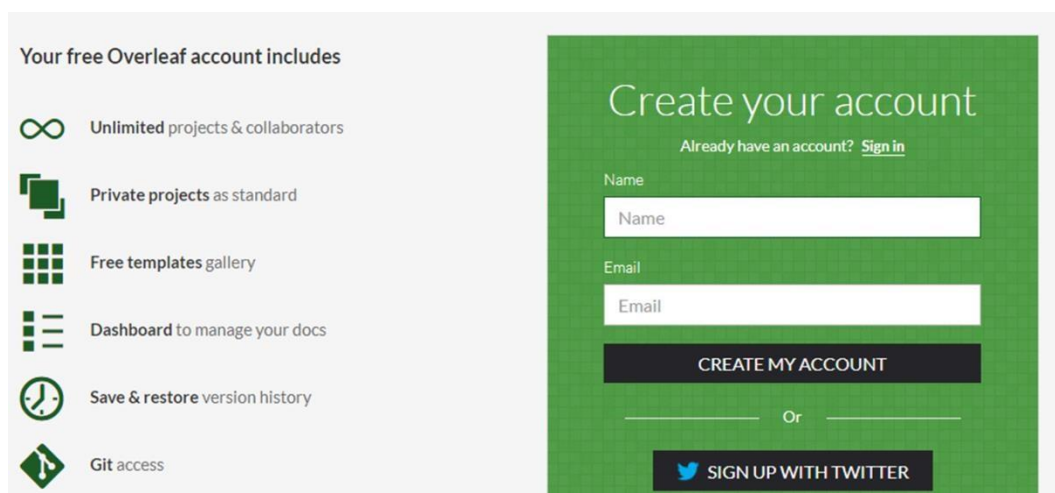 Your free Overleaf account includes
Unlimited projects & collaborators
Private projects as standard
Free templates gallery
Dashboard to manage your docs
Save & restore version history
Git access
Create your account
Already have an account? Sign in
Name
Name
Email
Email
CREATE MY ACCOUNT
Or
SIGN UP WITH TWITTER